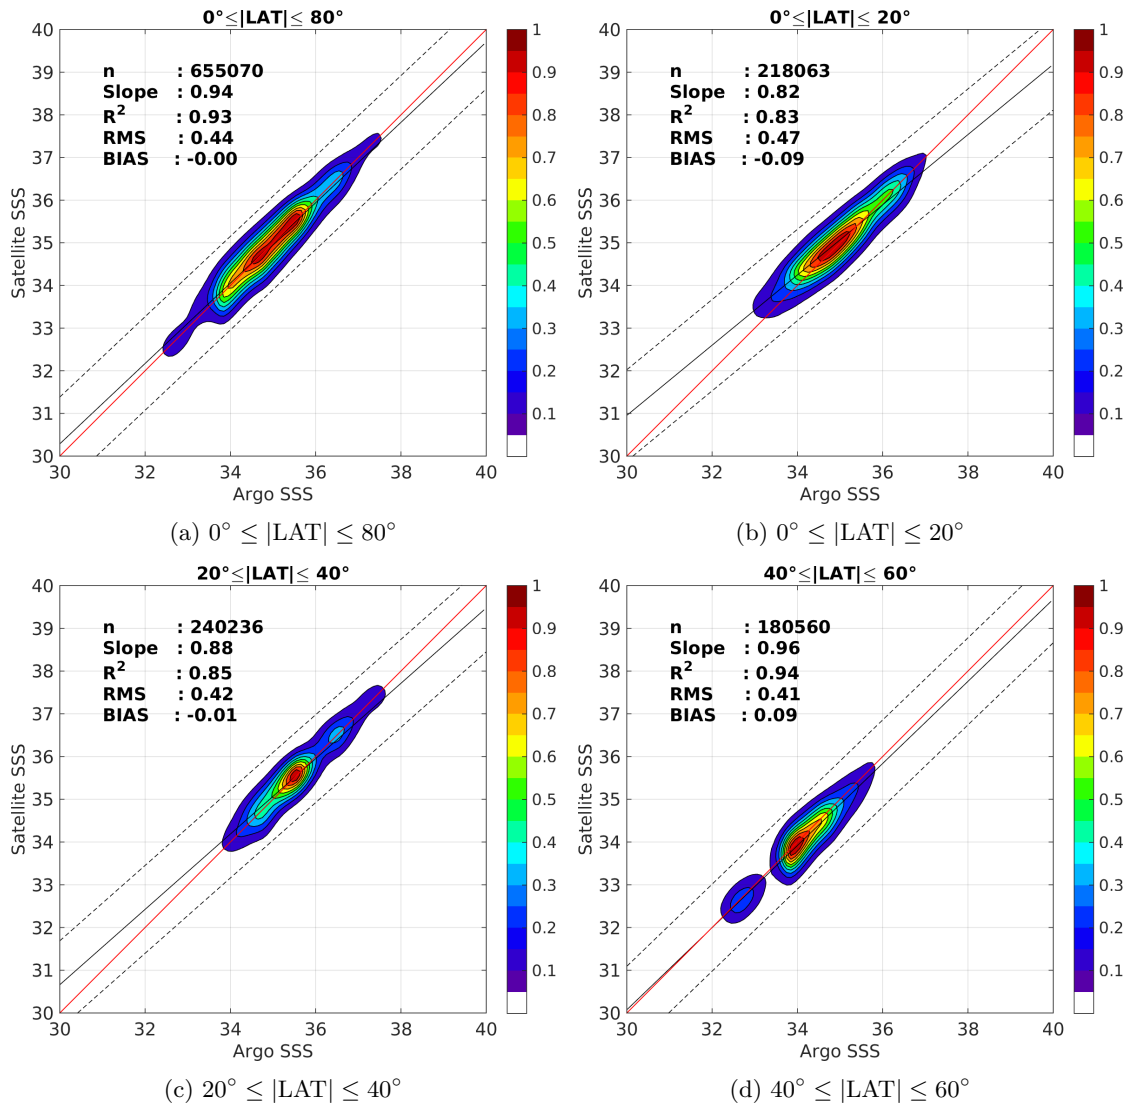 0°≤|LAT|≤ 80°
n : 655070
Slope : 0.94
R² : 0.93
RMS : 0.44
BIAS : -0.00
40
39
38
37
36
35
34
33
32
31
30
30 32 34 36 38 40
Satellite SSS
Argo SSS
1
0.9
0.8
0.7
0.6
0.5
0.4
0.3
0.2
0.1
(a) 0° ≤ |LAT| ≤ 80°
0°≤|LAT|≤ 20°
n : 218063
Slope : 0.82
R² : 0.83
RMS : 0.47
BIAS : -0.09
40
39
38
37
36
35
34
33
32
31
30
30 32 34 36 38 40
Satellite SSS
Argo SSS
1
0.9
0.8
0.7
0.6
0.5
0.4
0.3
0.2
0.1
(b) 0° ≤ |LAT| ≤ 20°
20°≤|LAT|≤ 40°
n : 240236
Slope : 0.88
R² : 0.85
RMS : 0.42
BIAS : -0.01
40
39
38
37
36
35
34
33
32
31
30
30 32 34 36 38 40
Satellite SSS
Argo SSS
1
0.9
0.8
0.7
0.6
0.5
0.4
0.3
0.2
0.1
(c) 20° ≤ |LAT| ≤ 40°
40°≤|LAT|≤ 60°
n : 180560
Slope : 0.96
R² : 0.94
RMS : 0.41
BIAS : 0.09
40
39
38
37
36
35
34
33
32
31
30
30 32 34 36 38 40
Satellite SSS
Argo SSS
1
0.9
0.8
0.7
0.6
0.5
0.4
0.3
0.2
0.1
(d) 40° ≤ |LAT| ≤ 60°